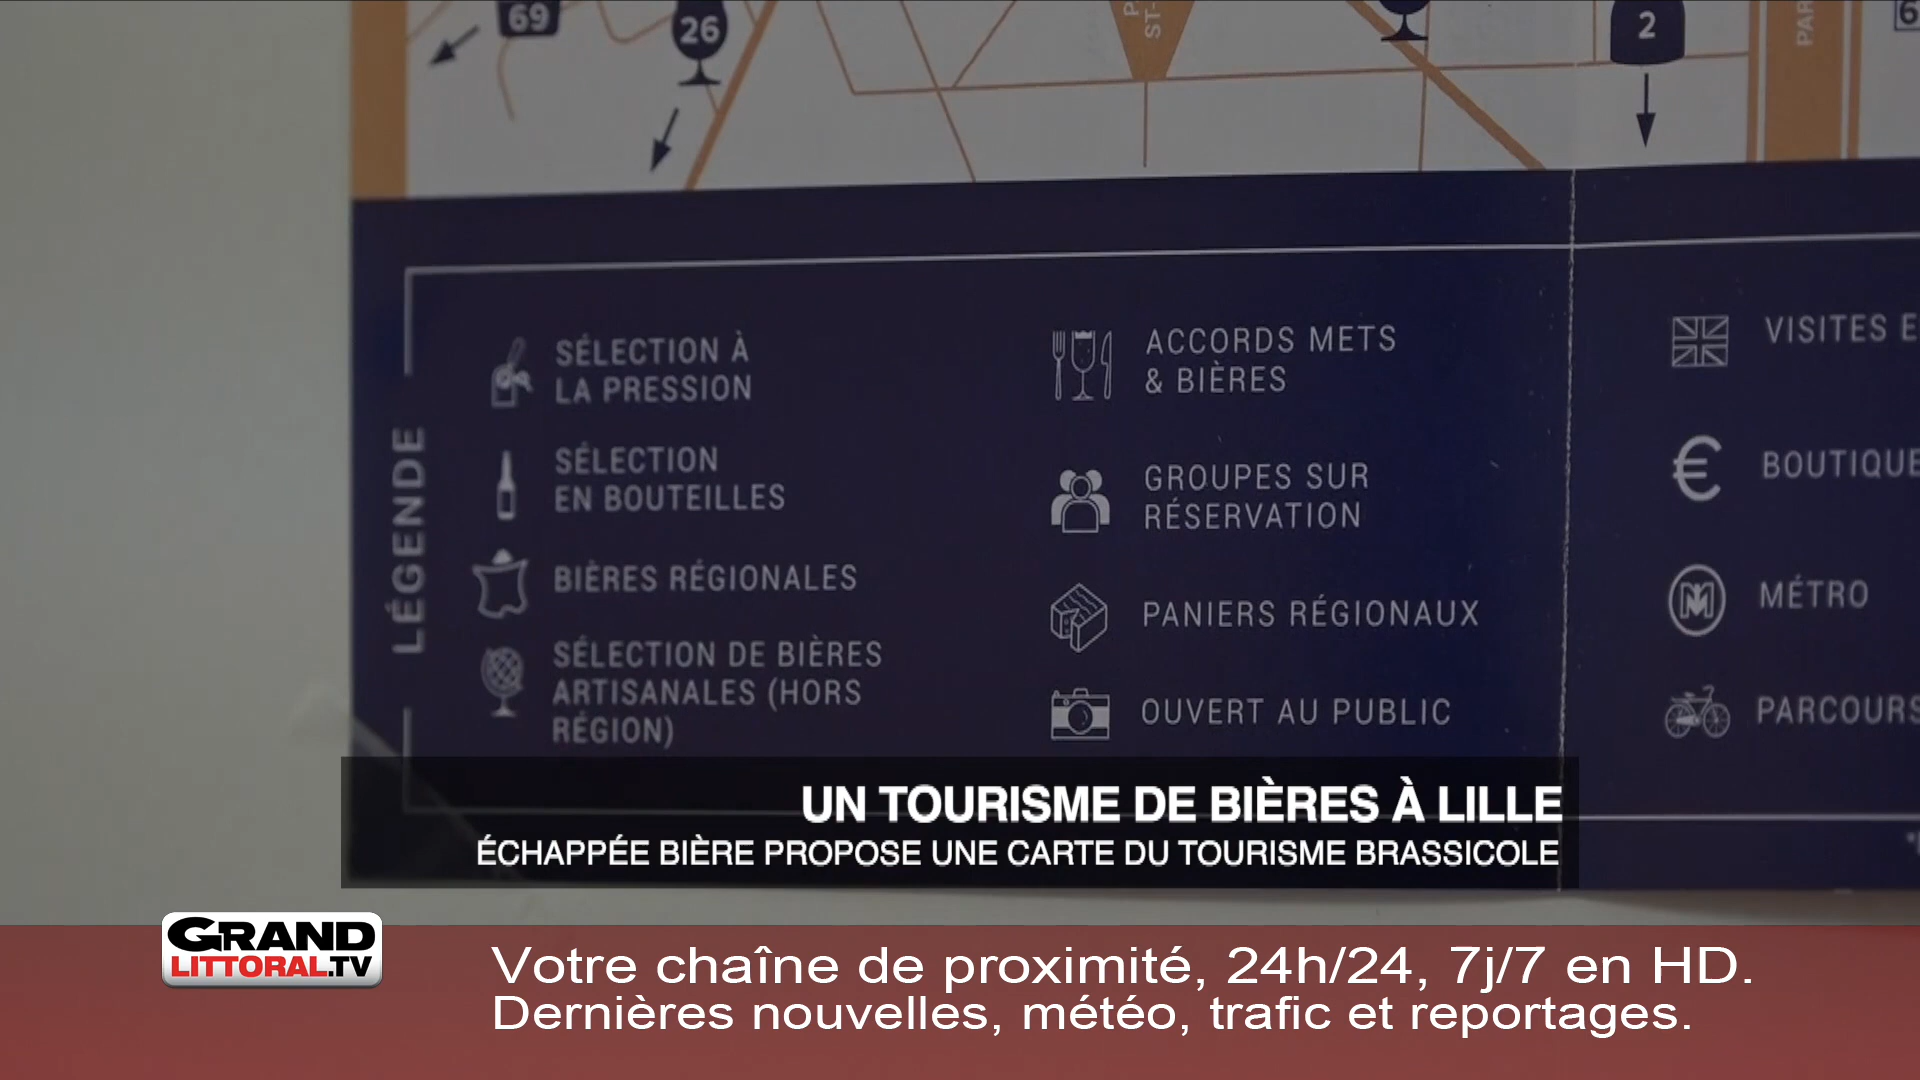 69
26
2
LÉGENDE
SÉLECTION À
LA PRESSION
SÉLECTION
EN BOUTEILLES
BIÈRES RÉGIONALES
SÉLECTION DE BIÈRES
ARTISANALES (HORS
RÉGION)
ACCORDS METS
& BIÈRES
GROUPES SUR
RÉSERVATION
PANIERS RÉGIONAUX
OUVERT AU PUBLIC
VISITES
BOUTIQUE
MÉTRO
PARCOURS
UN TOURISME DE BIÈRES À LILLE
ÉCHAPPÉE BIÈRE PROPOSE UNE CARTE DU TOURISME BRASSICOLE
GRAND
LITTORAL.TV
Votre chaîne de proximité, 24h/24, 7j/7 en HD.
Dernières nouvelles, météo, trafic et reportages.